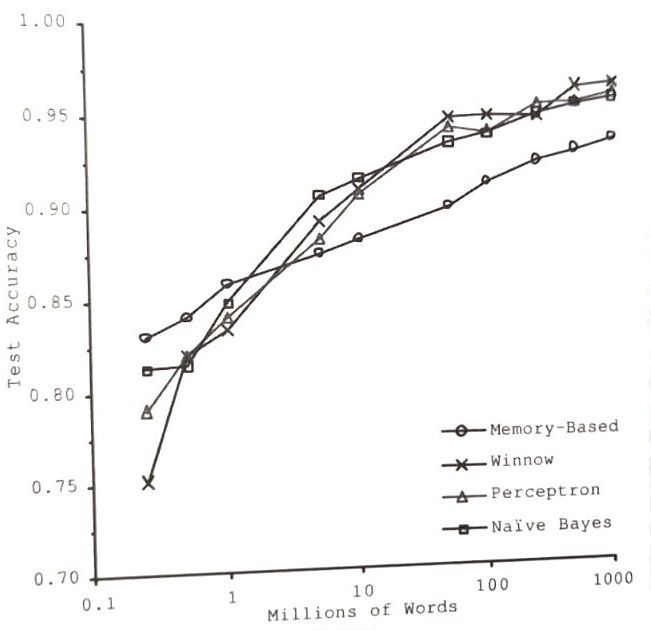 1.00
0.95
0.90
0.85
0.80
0.75
0.70
Test Accuracy
Memory-Based
Winnow
Perceptron
Naïve Bayes
0.1 1 10 100 1000
Millions of Words